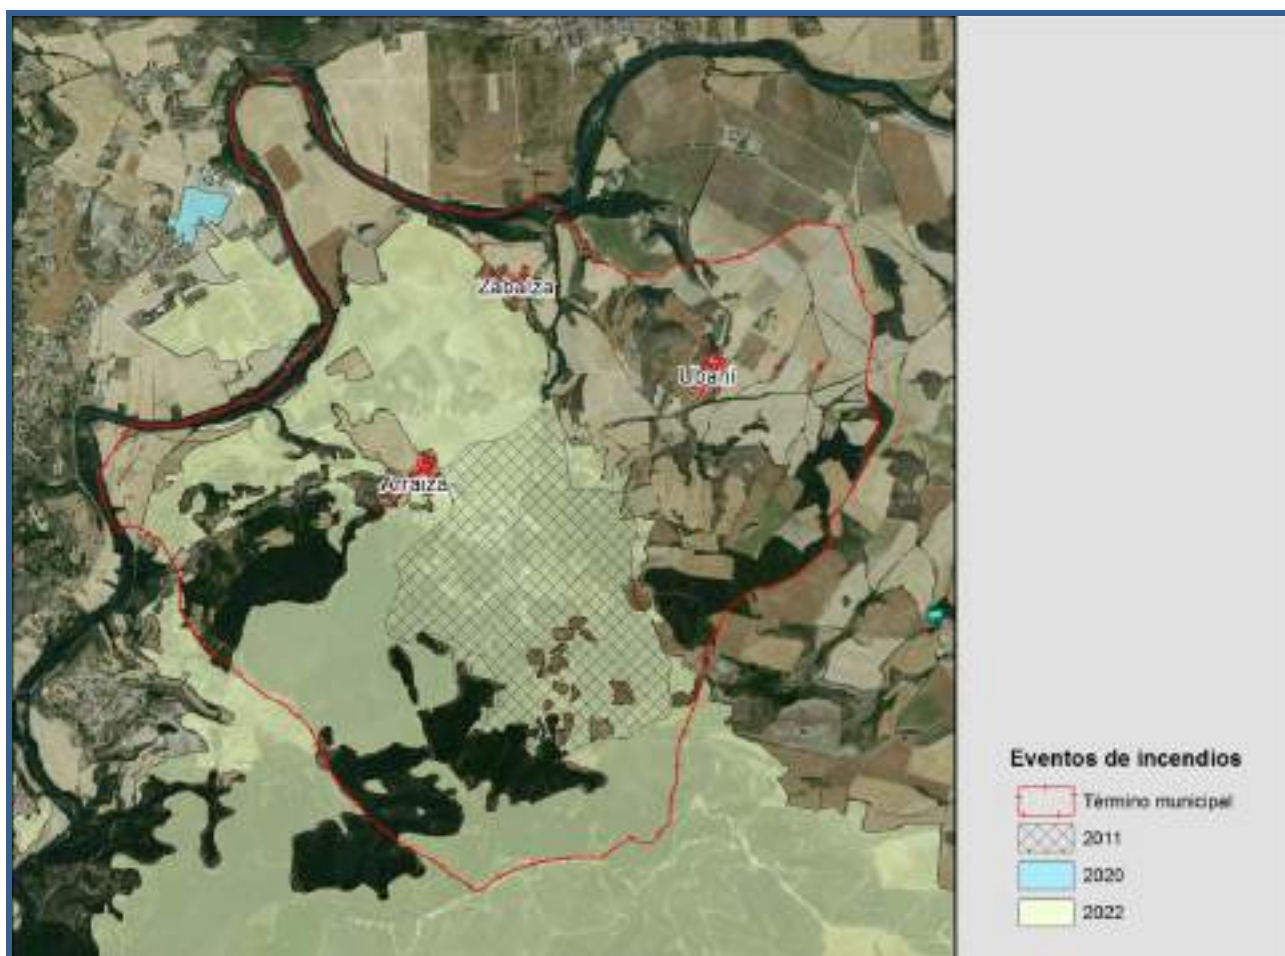 Zabalza
Ubani
Arraiza
Eventos de incendios
Término municipal
2011
2020
2022